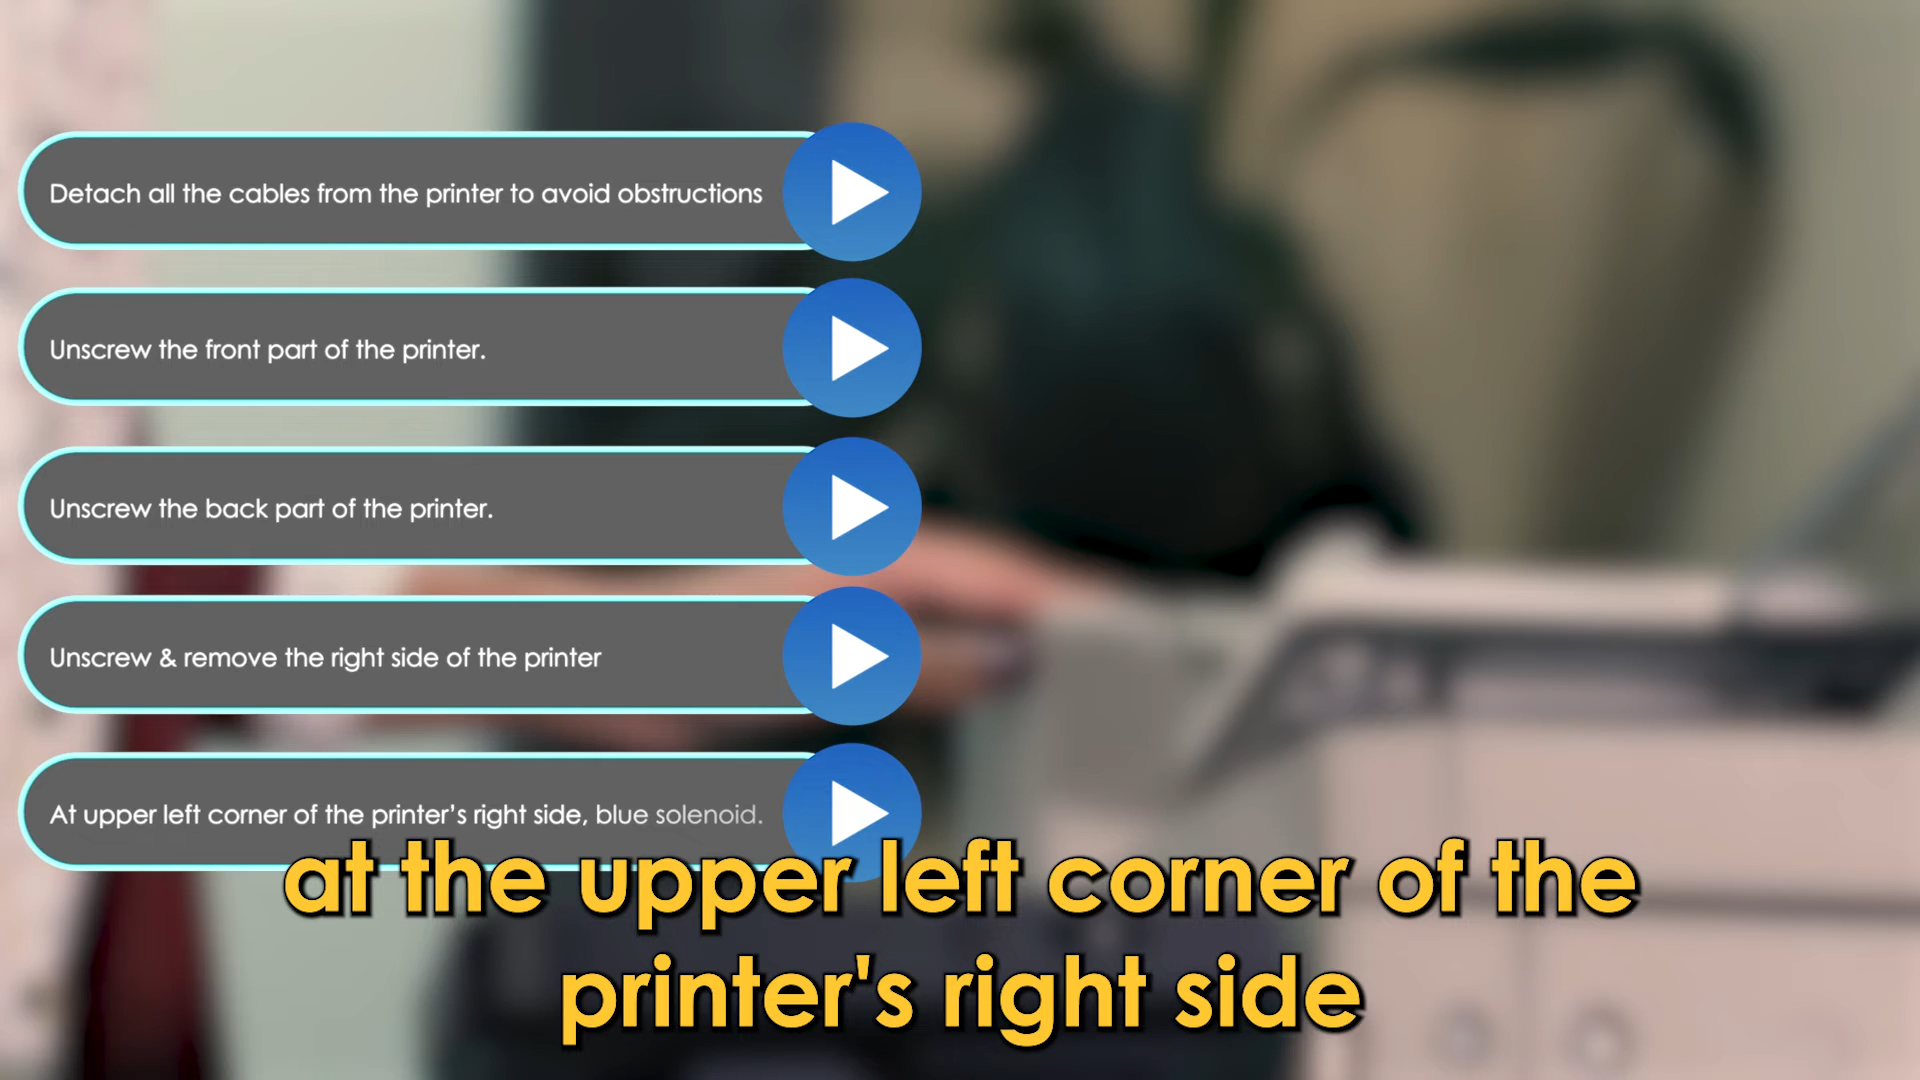 Detach all the cables from the printer to avoid obstructions
Unscrew the front part of the printer.
Unscrew the back part of the printer.
Unscrew & remove the right side of the printer
At upper left corner of the printer's right side, blue solenoid.
at the upper left corner of the
printer's right side